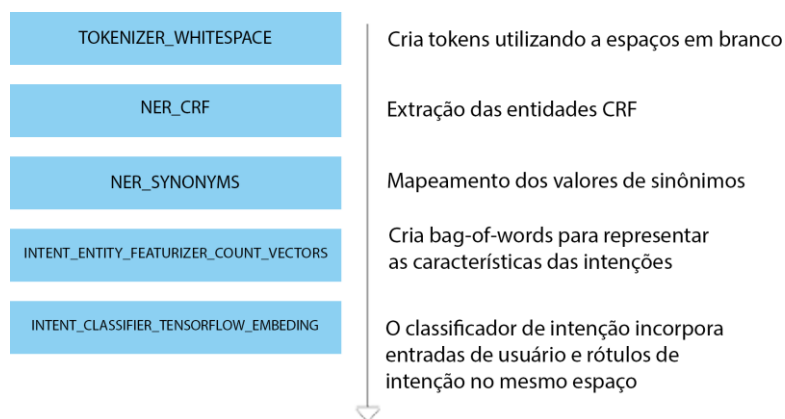 TOKENIZER_WHITESPACE
Cria tokens utilizando a espaços em branco
NER_CRF
Extração das entidades CRF
NER_SYNONYMS
Mapeamento dos valores de sinônimos
INTENT_ENTITY_FEATURIZER_COUNT_VECTORS
Cria bag-of-words para representar
as características das intenções
INTENT_CLASSIFIER_TENSORFLOW_EMBEDING
O classificador de intenção incorpora
entradas de usuário e rótulos de
intenção no mesmo espaço